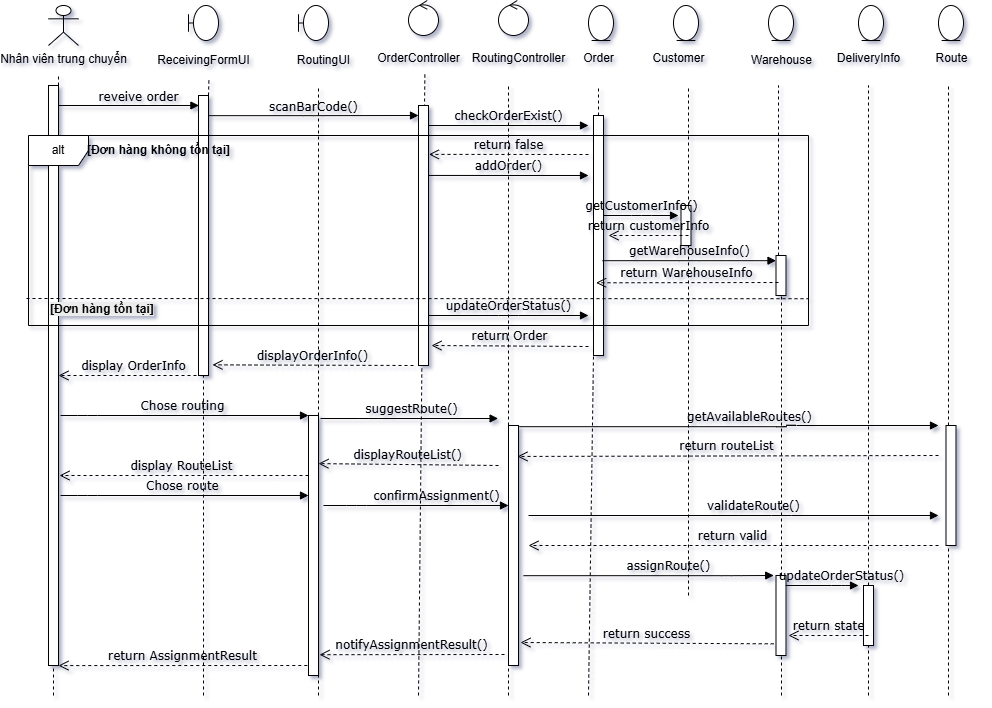 Nhân viên trung chuyển
ReceivingFormUI
RoutingUI
OrderController
RoutingController
Order
Customer
Warehouse
DeliveryInfo
Route
reveive order
scanBarCode()
checkOrderExist()
alt
[Đơn hàng không tồn tại]
return false
addOrder()
getCustomerInfo()
return customerInfo
getWarehouseInfo()
return WarehouseInfo
[Đơn hàng tồn tại]
updateOrderStatus()
return Order
displayOrderInfo()
display OrderInfo
Chose routing
suggestRoute()
getAvailableRoutes()
return routeList
displayRouteList()
display RouteList
Chose route
confirmAssignment()
validateRoute()
return valid
assignRoute()
updateOrderStatus()
return state
return success
notifyAssignmentResult()
return AssignmentResult